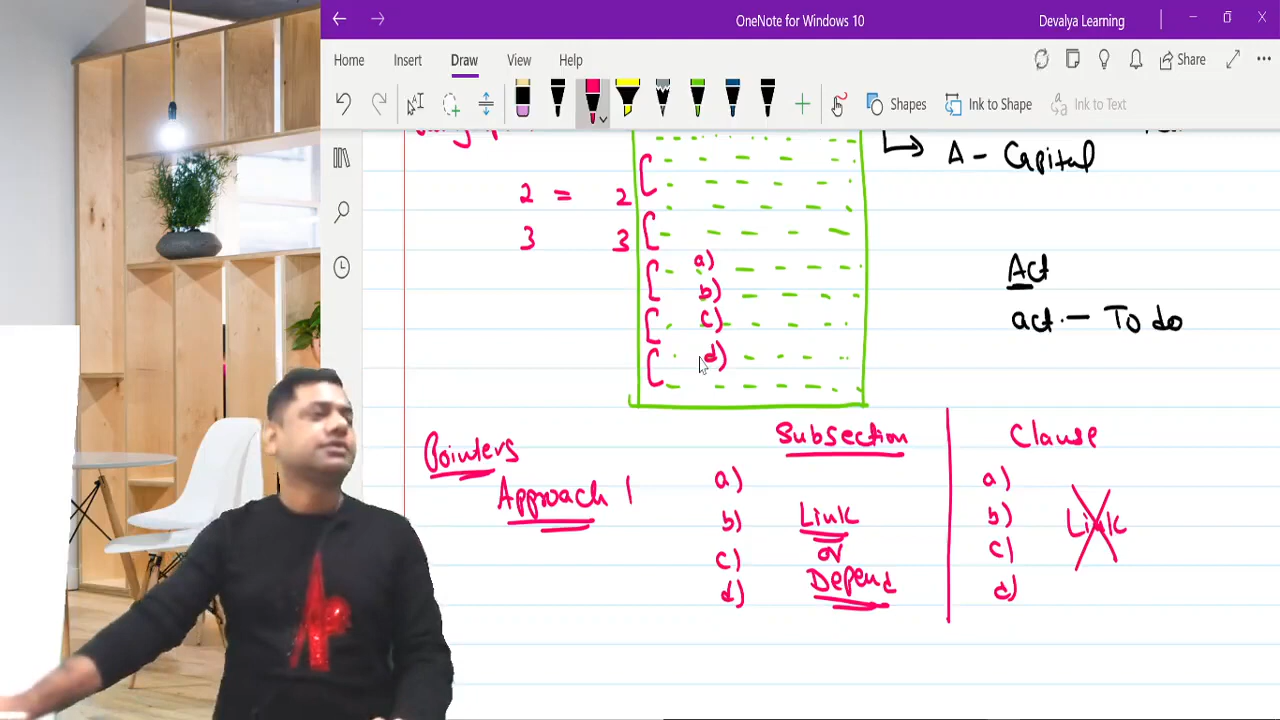 OneNote for Windows 10
Devalya Learning
Home
Insert
Draw
View
Help
Share
Shapes
Ink to Shape
Ink to Text
A - Capital
2 = 2
3 3
a)
b)
c)
d)
Act
act - To do
Pointers
Approach 1
Subsection
a)
b) Link
or
c) Depend
d)
Clause
a)
b) Link
c)
d)